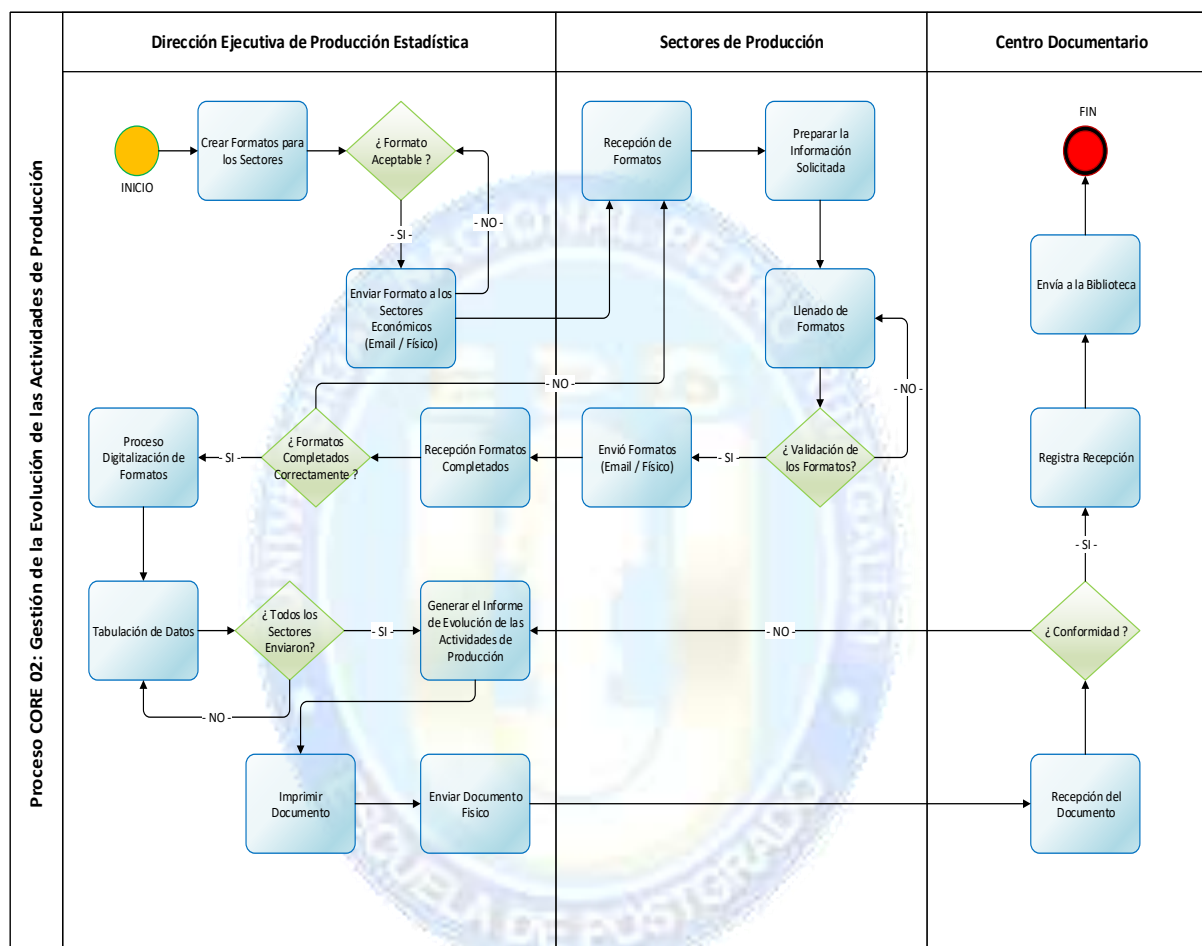 Proceso CORE 02: Gestión de la Evolución de las Actividades de Producción
Dirección Ejecutiva de Producción Estadística
Sectores de Producción
Centro Documentario
INICIO
Crear Formatos para
los Sectores
¿ Formato
Aceptable ?
- NO -
- SI -
Enviar Formato a los
Sectores
Económicos
(Email / Físico)
Recepción de
Formatos
Preparar la
Información
Solicitada
Llenado de
Formatos
- NO -
¿ Validación de
los Formatos?
- SI -
Envió Formatos
(Email / Físico)
Recepción Formatos
Completados
¿ Formatos
Completados
Correctamente ?
- NO -
- SI -
Proceso
Digitalización de
Formatos
Tabulación de Datos
¿ Todos los
Sectores
Enviaron?
- NO -
- SI -
Generar el Informe
de Evolución de las
Actividades de
Producción
Imprimir
Documento
Enviar Documento
Fisico
Recepción del
Documento
¿ Conformidad ?
- NO -
- SI -
Registra Recepción
Envía a la Biblioteca
FIN
ESCUELA DE POSTGRADO